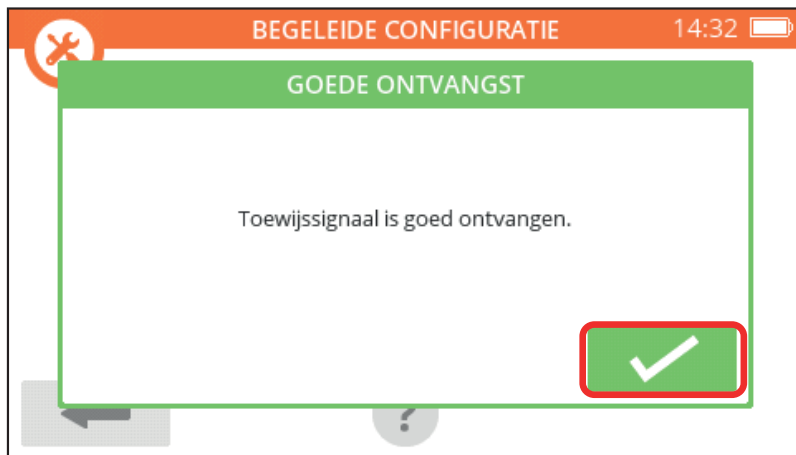 BEGELEIDE CONFIGURATIE 14:32
GOEDE ONTVANGST
Toewijssignaal is goed ontvangen.
?